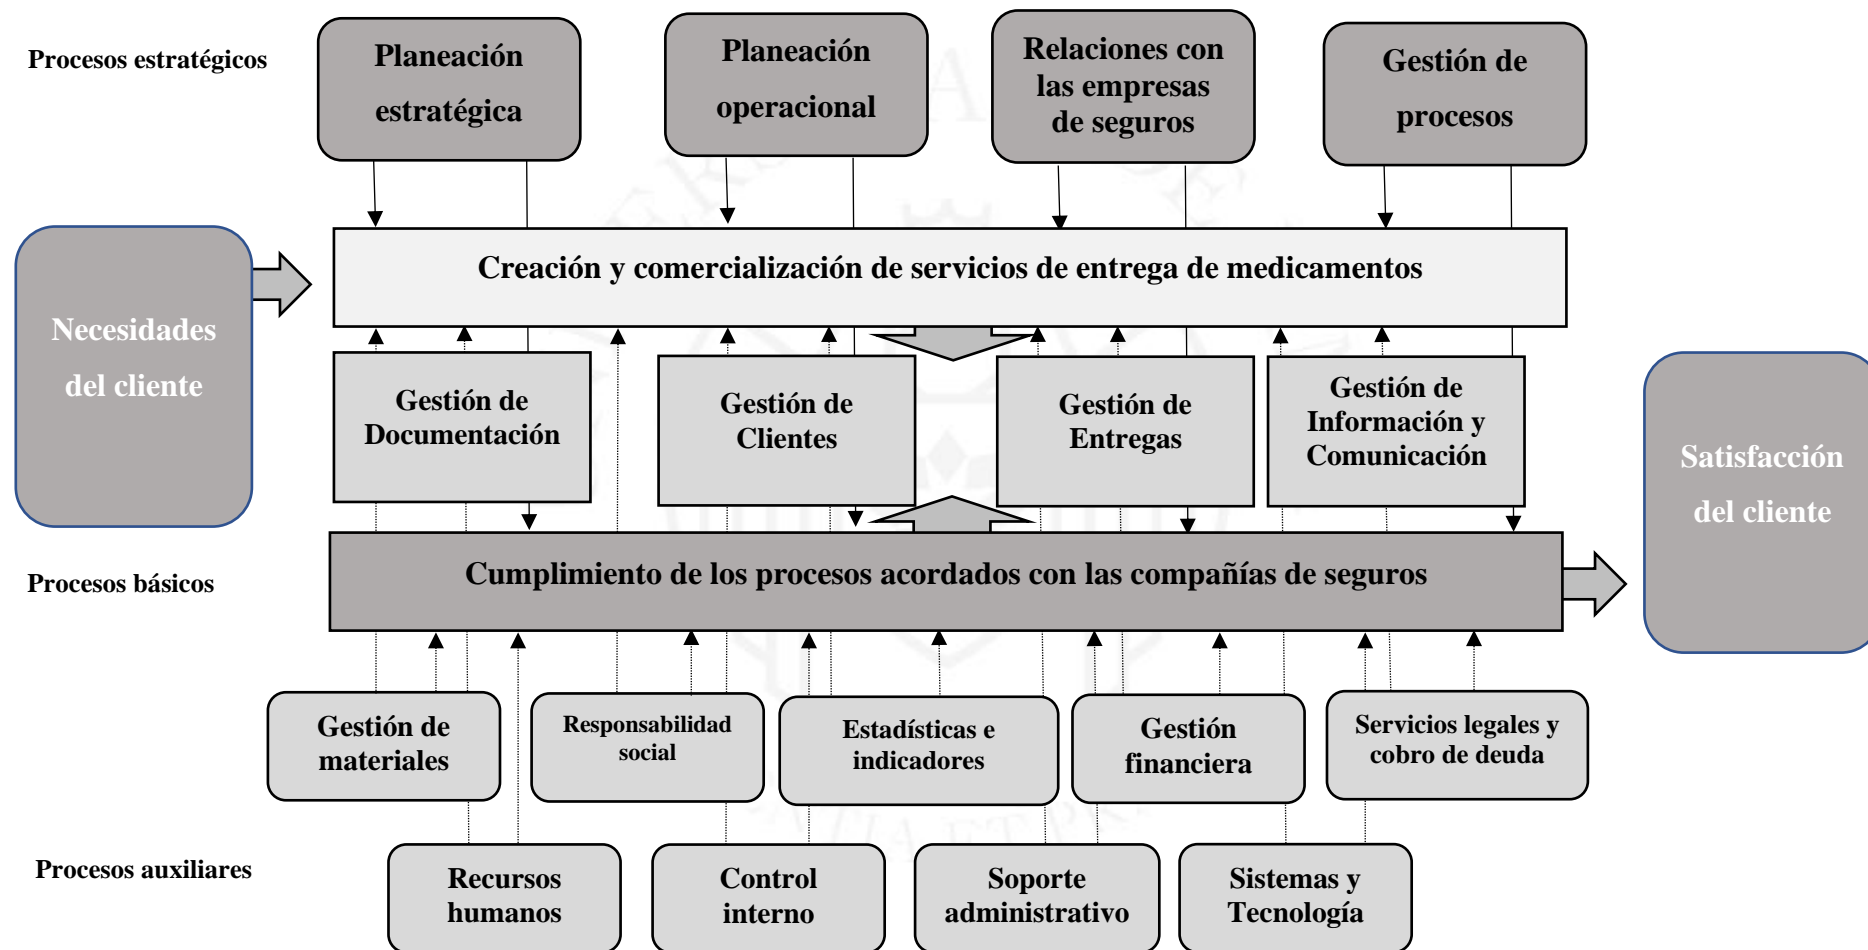 Procesos estratégicos
Planeación
estratégica
Planeación
operacional
Relaciones con
las empresas
de seguros
Gestión de
procesos
Necesidades
del cliente
Creación y comercialización de servicios de entrega de medicamentos
Gestión de
Documentación
Gestión de
Clientes
Gestión de
Entregas
Gestión de
Información y
Comunicación
Satisfacción
del cliente
Procesos básicos
Cumplimiento de los procesos acordados con las compañías de seguros
Gestión de
materiales
Responsabilidad
social
Estadísticas e
indicadores
Gestión
financiera
Servicios legales y
cobro de deuda
Procesos auxiliares
Recursos
humanos
Control
interno
Soporte
administrativo
Sistemas y
Tecnología